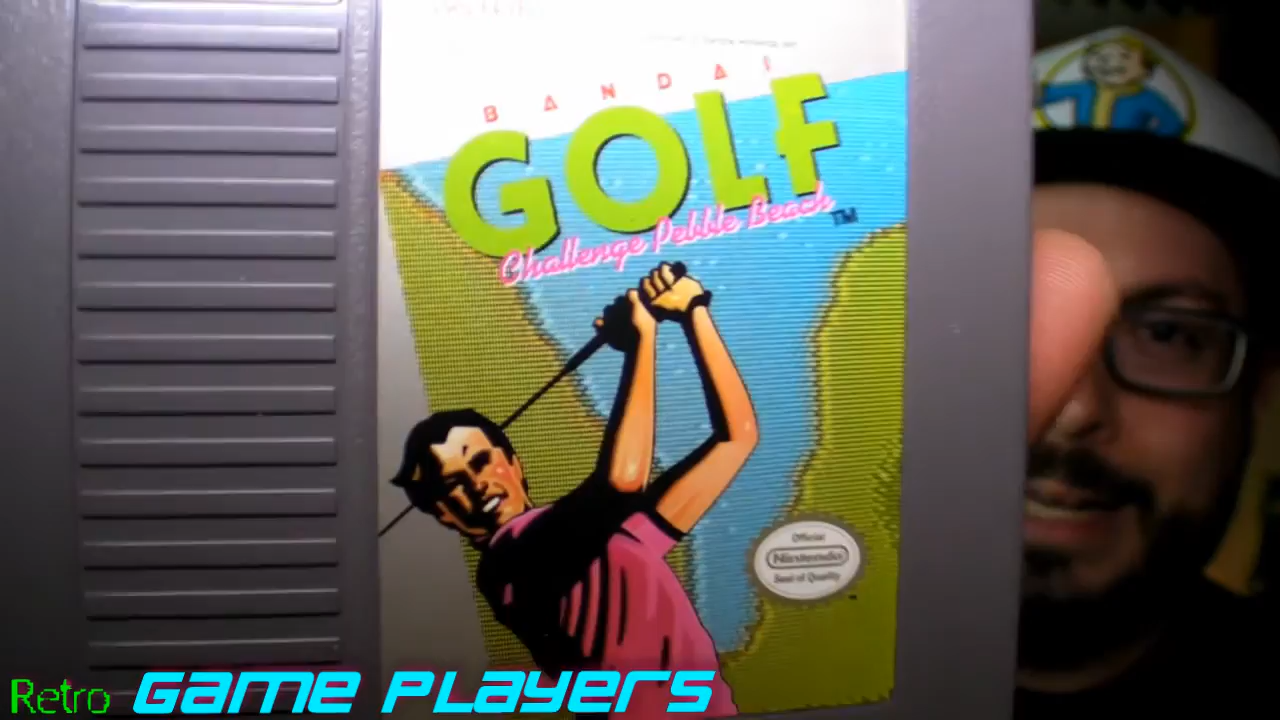 BANDAI
GOLF
Challenge Pebble Beach TM
Official
Nintendo
Seal of Quality
Retro GAME PLAYERS